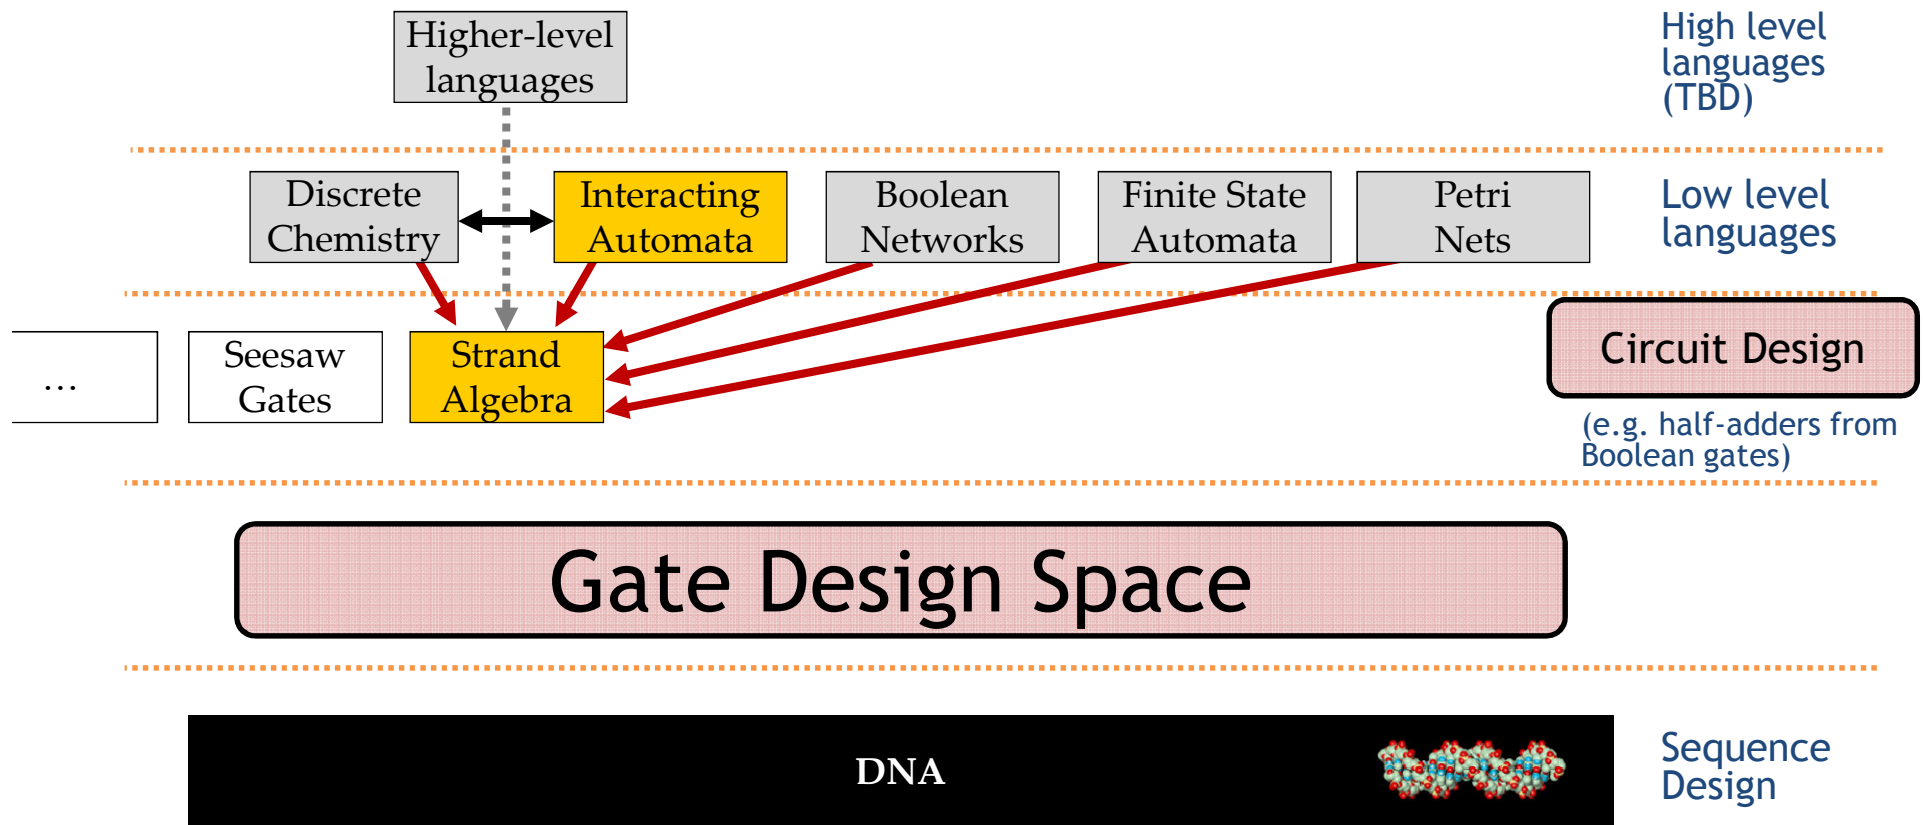 Higher-level
languages
High level
languages
(TBD)
Discrete
Chemistry
Interacting
Automata
Boolean
Networks
Finite State
Automata
Petri
Nets
Low level
languages
...
Seesaw
Gates
Strand
Algebra
Circuit Design
(e.g. half-adders from
Boolean gates)
Gate Design Space
DNA
Sequence
Design